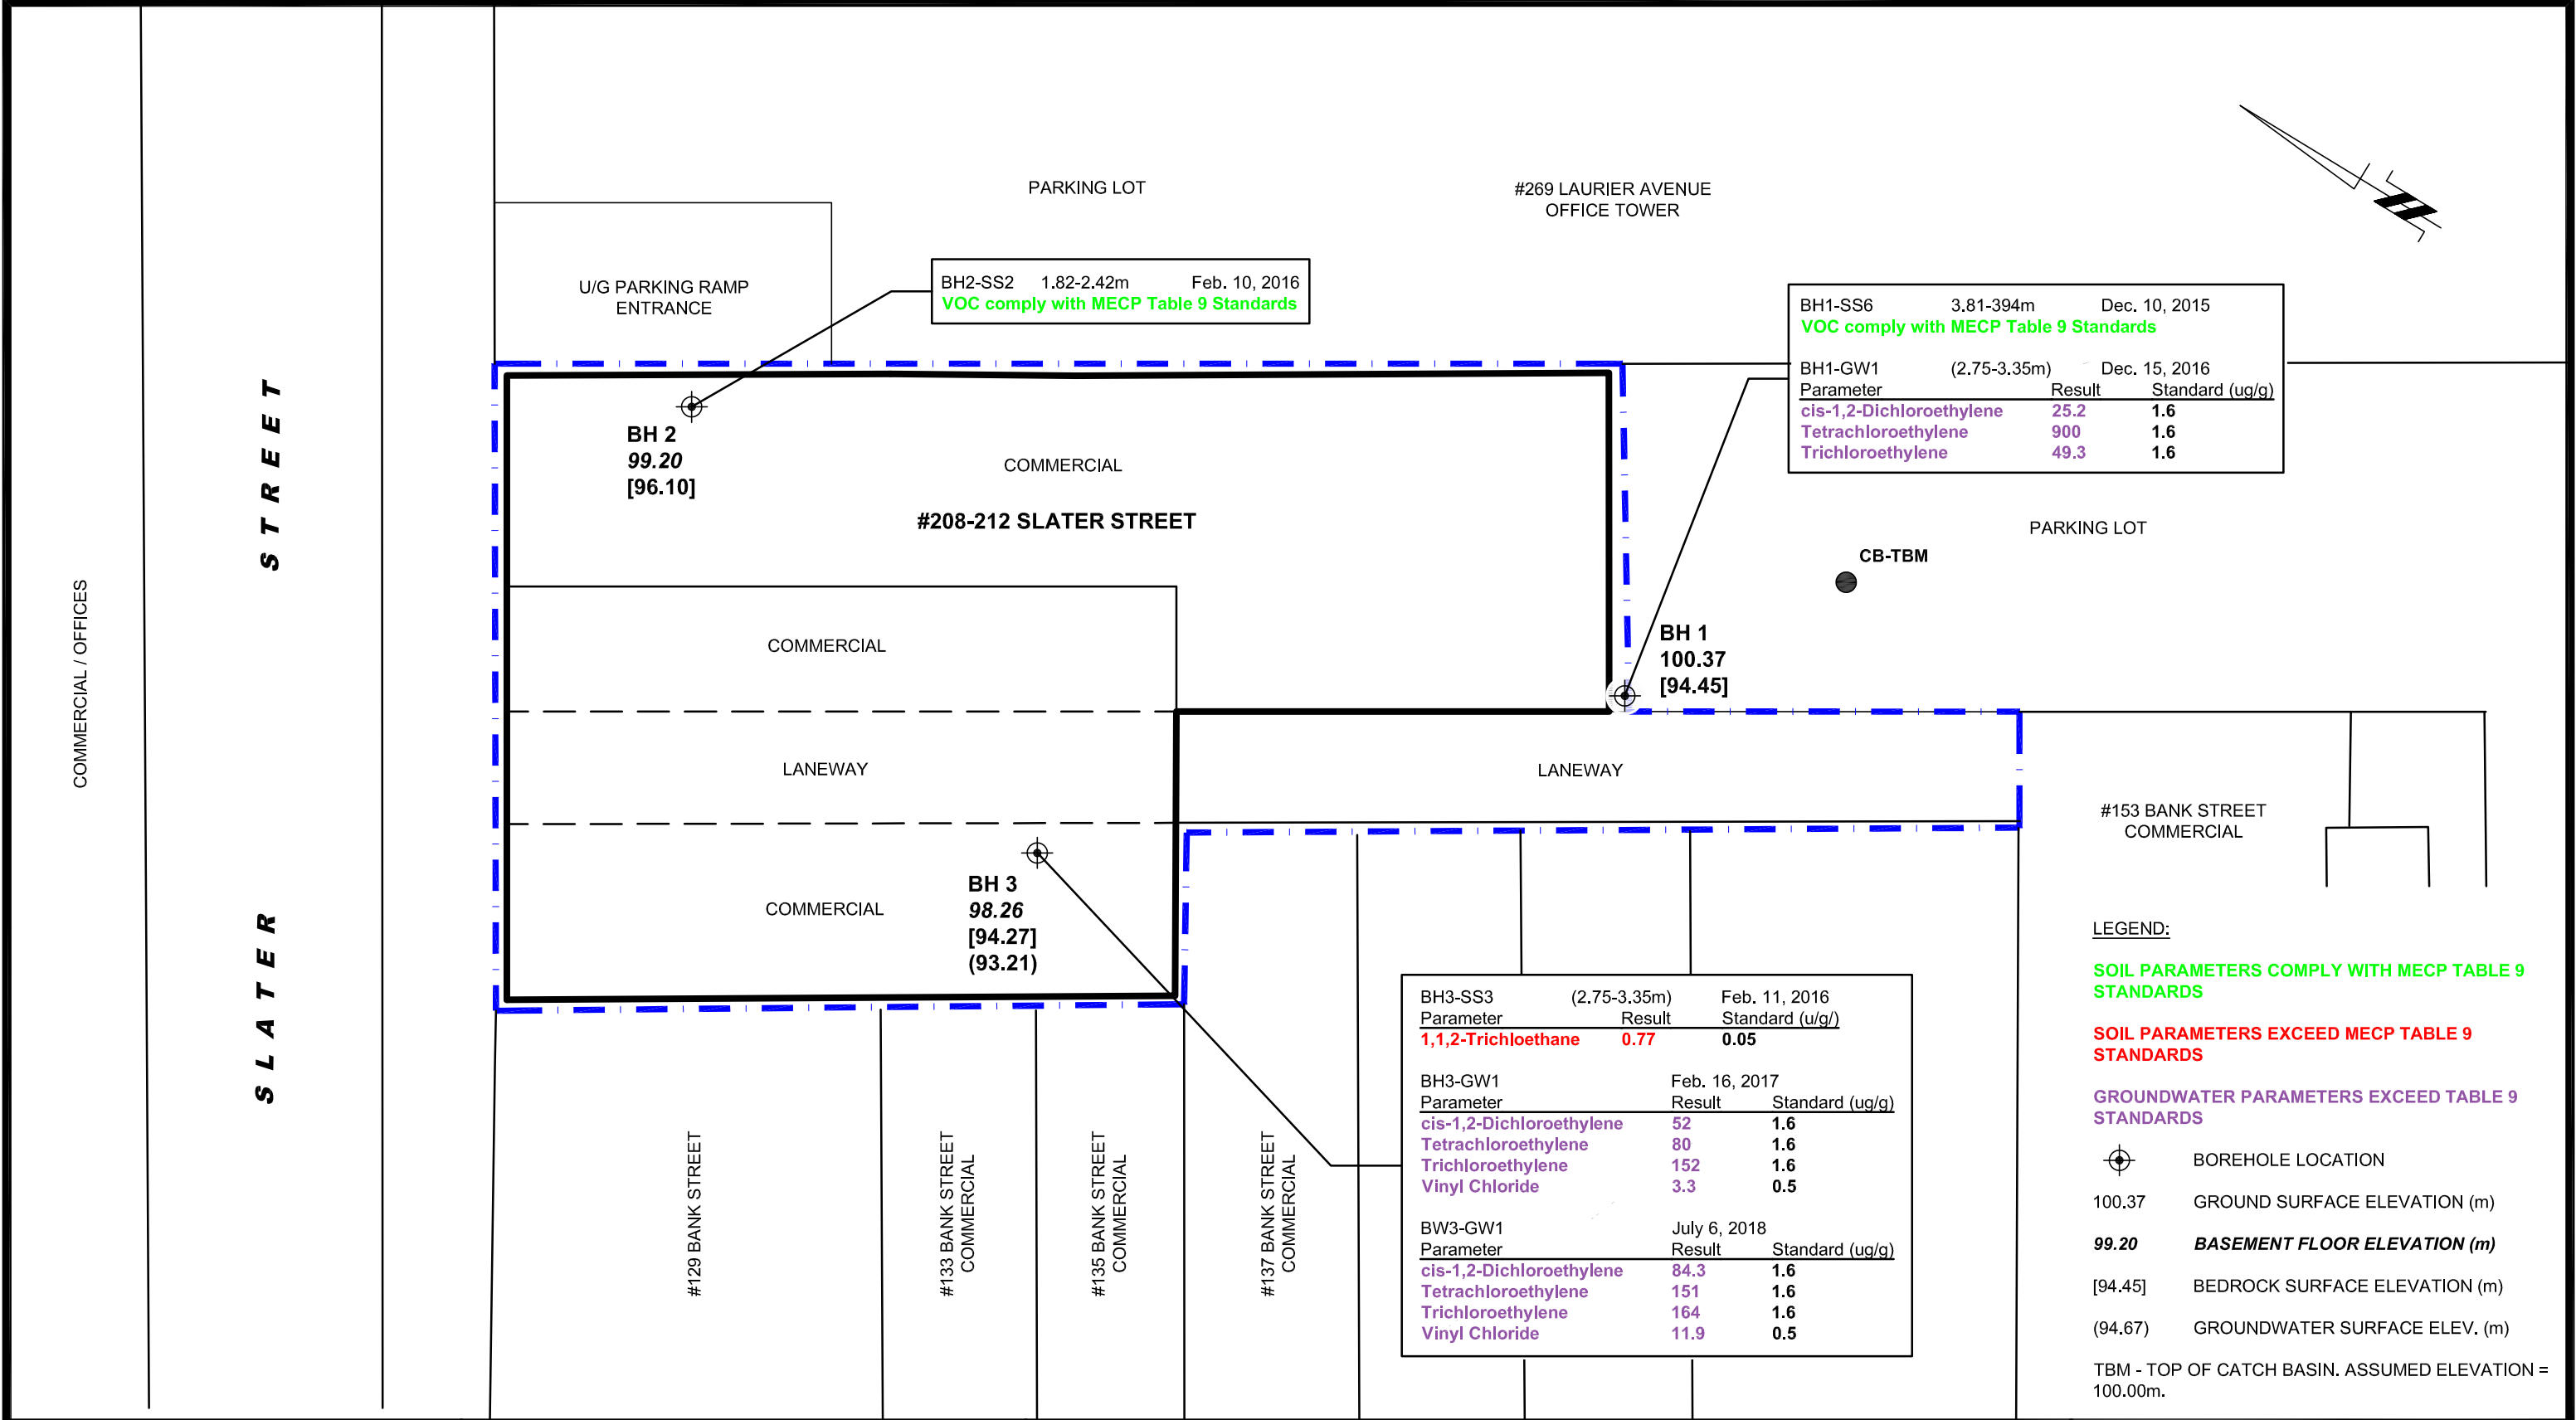 PARKING LOT
#269 LAURIER AVENUE
OFFICE TOWER
U/G PARKING RAMP
ENTRANCE
BH2-SS2 1.82-2.42m Feb. 10, 2016
VOC comply with MECP Table 9 Standards
BH1-SS6 3.81-394m Dec. 10, 2015
VOC comply with MECP Table 9 Standards
BH1-GW1 (2.75-3.35m) Dec. 15, 2016
Parameter Result Standard (ug/g)
cis-1,2-Dichloroethylene 25.2 1.6
Tetrachloroethylene 900 1.6
Trichloroethylene 49.3 1.6
BH 2
99.20
[96.10]
COMMERCIAL
#208-212 SLATER STREET
PARKING LOT
CB-TBM
COMMERCIAL
BH 1
100.37
[94.45]
LANEWAY
LANEWAY
#153 BANK STREET
COMMERCIAL
COMMERCIAL
BH 3
98.26
[94.27]
(93.21)
COMMERCIAL / OFFICES
SLATER STREET
#129 BANK STREET
#133 BANK STREET
COMMERCIAL
#135 BANK STREET
COMMERCIAL
#137 BANK STREET
COMMERCIAL
BH3-SS3 (2.75-3.35m) Feb. 11, 2016
Parameter Result Standard (u/g/)
1,1,2-Trichloethane 0.77 0.05
BH3-GW1 Feb. 16, 2017
Parameter Result Standard (ug/g)
cis-1,2-Dichloroethylene 52 1.6
Tetrachloroethylene 80 1.6
Trichloroethylene 152 1.6
Vinyl Chloride 3.3 0.5
BW3-GW1 July 6, 2018
Parameter Result Standard (ug/g)
cis-1,2-Dichloroethylene 84.3 1.6
Tetrachloroethylene 151 1.6
Trichloroethylene 164 1.6
Vinyl Chloride 11.9 0.5
LEGEND:
SOIL PARAMETERS COMPLY WITH MECP TABLE 9
STANDARDS
SOIL PARAMETERS EXCEED MECP TABLE 9
STANDARDS
GROUNDWATER PARAMETERS EXCEED TABLE 9
STANDARDS
BOREHOLE LOCATION
100.37 GROUND SURFACE ELEVATION (m)
99.20 BASEMENT FLOOR ELEVATION (m)
[94.45] BEDROCK SURFACE ELEVATION (m)
(94.67) GROUNDWATER SURFACE ELEV. (m)
TBM - TOP OF CATCH BASIN. ASSUMED ELEVATION =
100.00m.